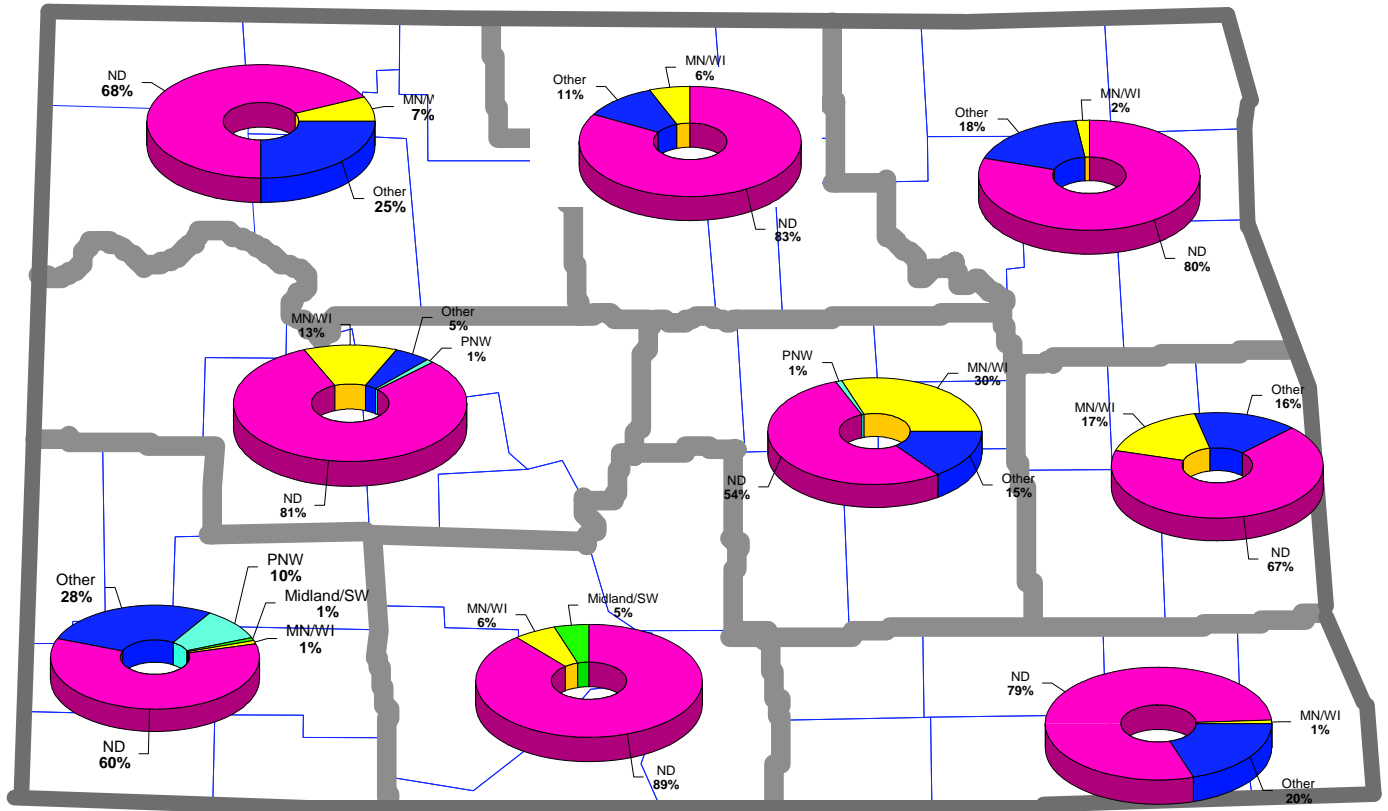 ND
68%
MN/V
7%
Other
25%
MN/WI
6%
Other
11%
ND
83%
MN/WI
2%
Other
18%
ND
80%
MN/WI
13%
Other
5%
PNW
1%
ND
81%
PNW
1%
MN/WI
30%
ND
54%
Other
15%
Other
16%
MN/WI
17%
ND
67%
PNW
10%
Other
28%
Midland/SW
1%
MN/WI
1%
ND
60%
MN/WI
6%
Midland/SW
5%
ND
89%
ND
79%
MN/WI
1%
Other
20%